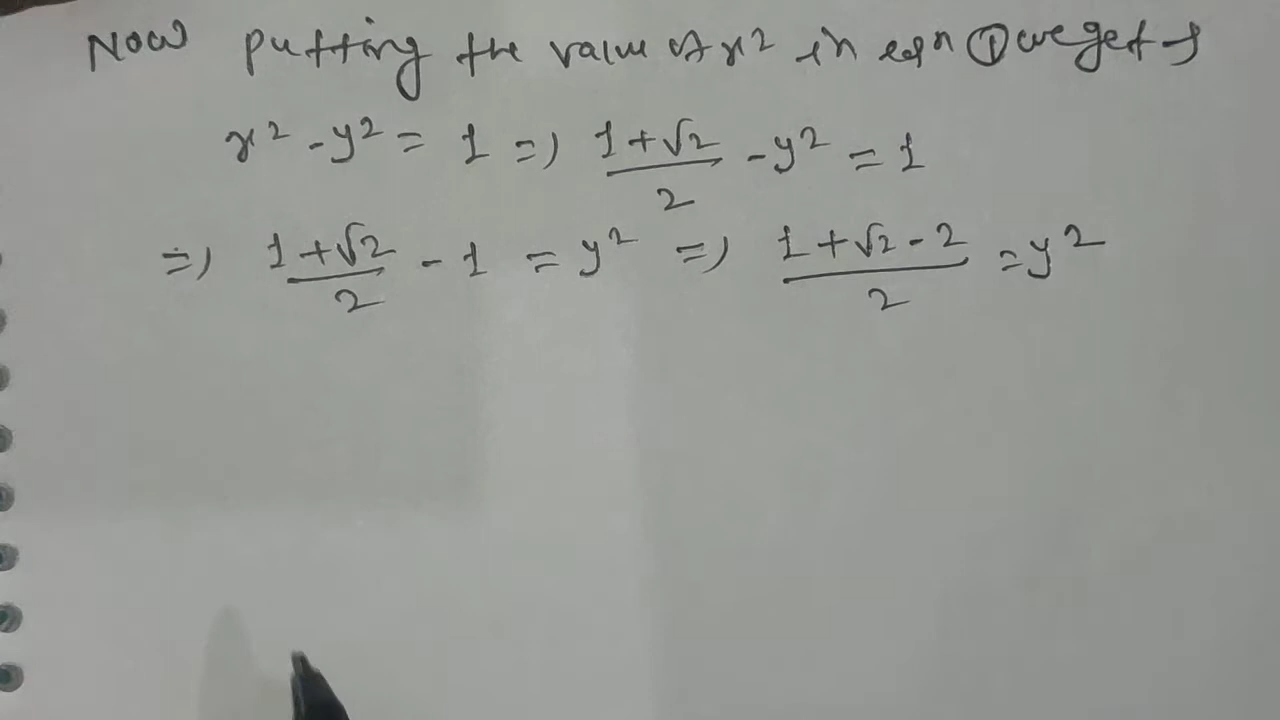 Now putting the value of x² in eqn ① we get
x² - y² = 1 => 1+√2/2 - y² = 1
=> 1+√2/2 - 1 = y² => 1+√2-2/2 = y²